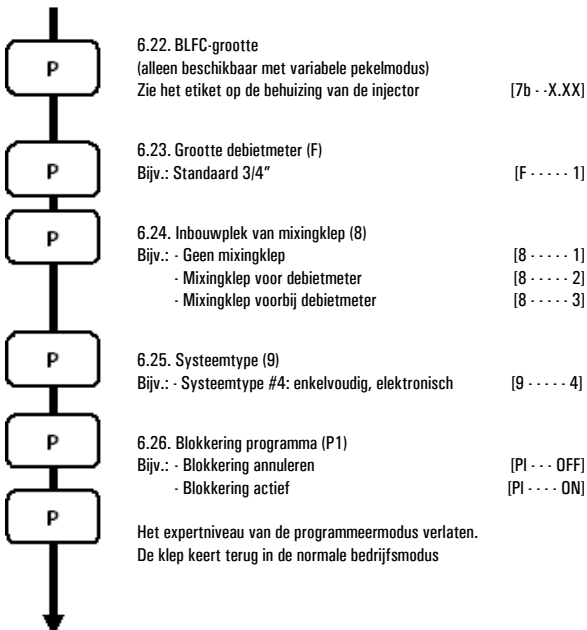 P
6.22. BLFC-grootte
(alleen beschikbaar met variabele pekelmodus)
Zie het etiket op de behuizing van de injector [7b - -X.XX]
P
6.23. Grootte debietmeter (F)
Bijv.: Standaard 3/4” [F - - - - - 1]
P
6.24. Inbouwplek van mixingklep (8)
Bijv.: - Geen mixingklep [8 - - - - - 1]
- Mixingklep voor debietmeter [8 - - - - - 2]
- Mixingklep voorbij debietmeter [8 - - - - - 3]
P
6.25. Systeemtype (9)
Bijv.: - Systeemtype #4: enkelvoudig, elektronisch [9 - - - - - 4]
P
6.26. Blokkering programma (P1)
Bijv.: - Blokkering annuleren [PI - - - OFF]
- Blokkering actief [PI - - - - ON]
P
Het expertniveau van de programmeermodus verlaten.
De klep keert terug in de normale bedrijfsmodus